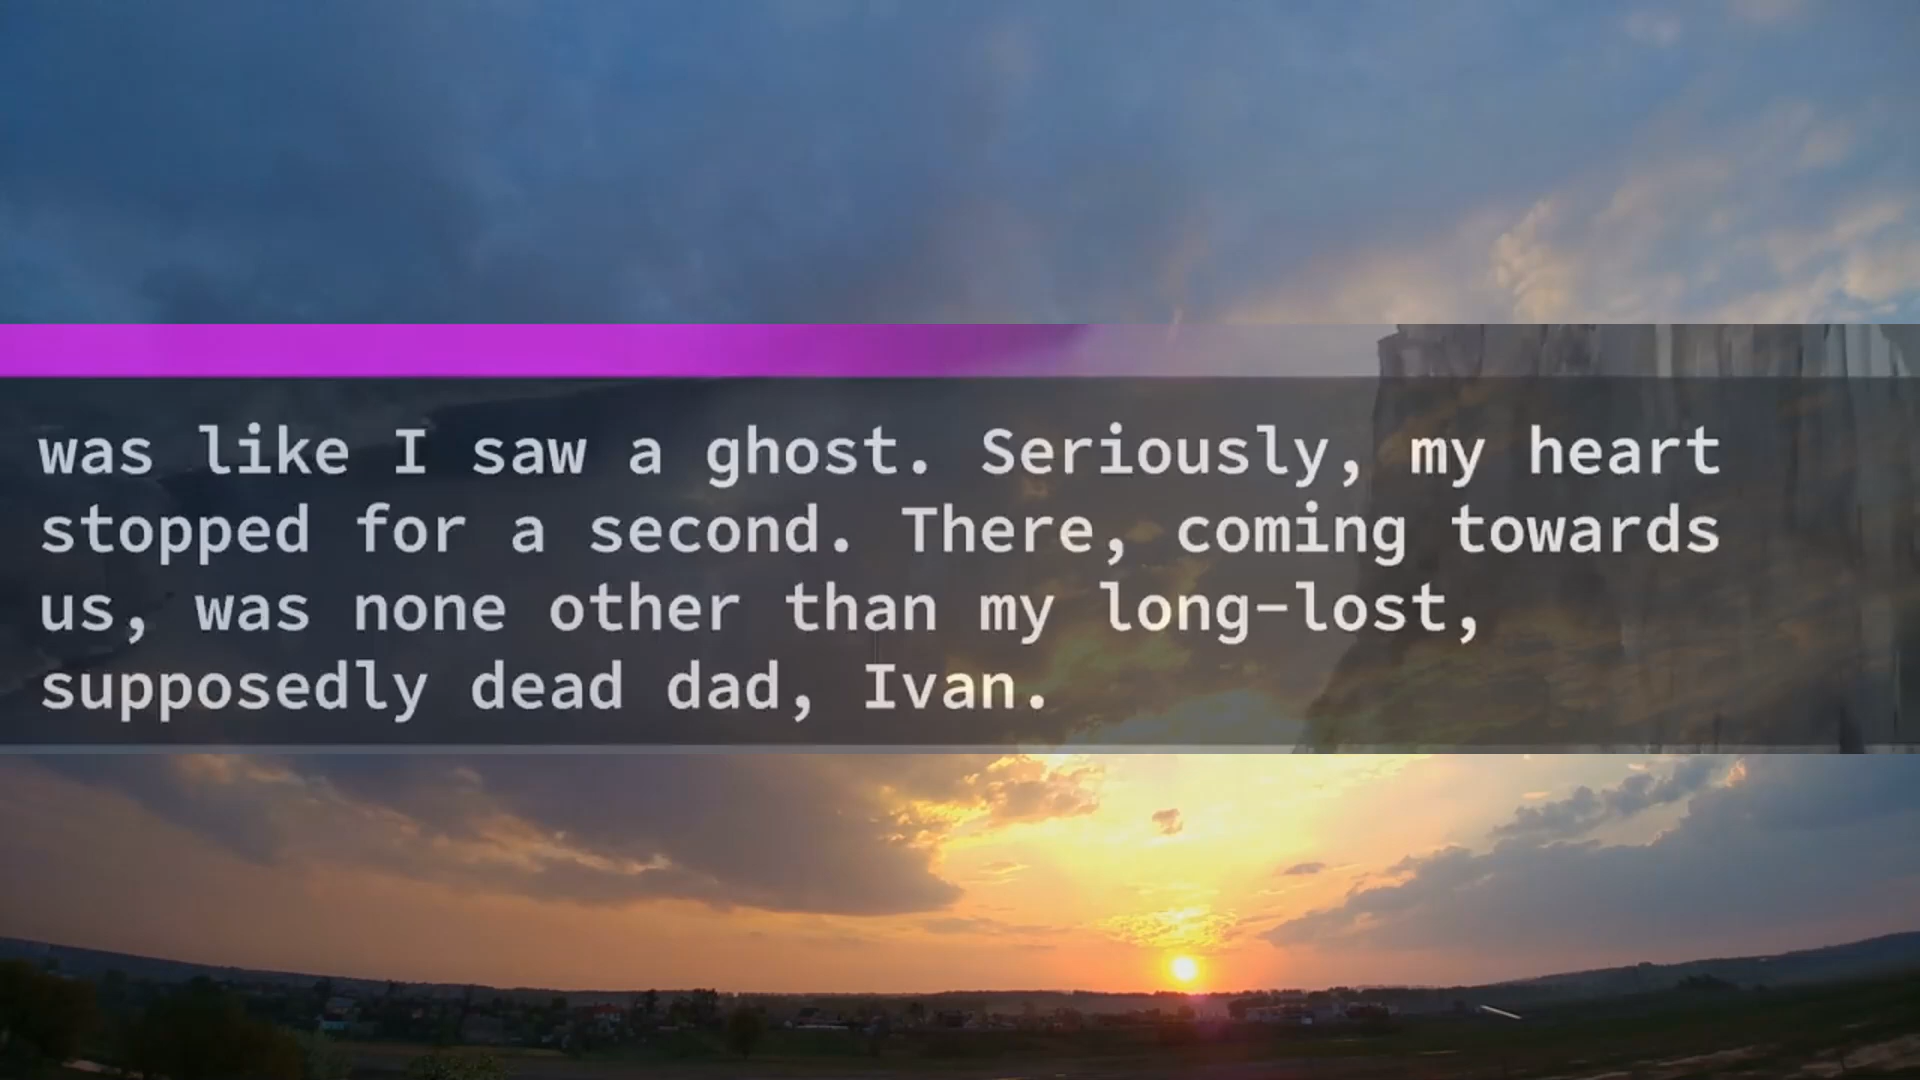 was like I saw a ghost. Seriously, my heart
stopped for a second. There, coming towards
us, was none other than my long-lost,
supposedly dead dad, Ivan.